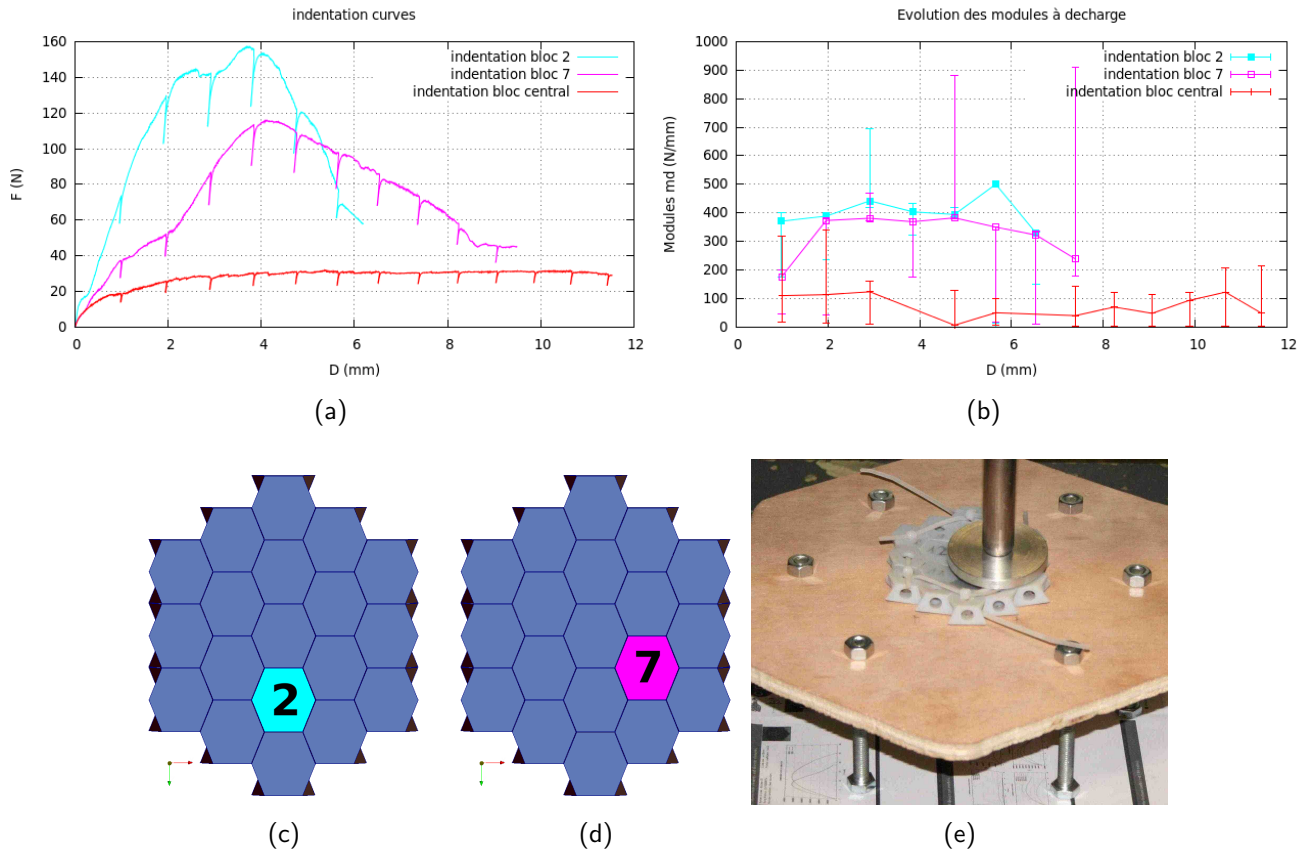 indentation curves
160
140
120
100
80
60
40
20
0
F (N)
indentation bloc 2
indentation bloc 7
indentation bloc central
0 2 4 6 8 10 12
D (mm)
(a)
Evolution des modules à decharge
1000
900
800
700
600
500
400
300
200
100
0
Modules md (N/mm)
indentation bloc 2
indentation bloc 7
indentation bloc central
0 2 4 6 8 10 12
D (mm)
(b)
2
(c)
7
(d)
(e)